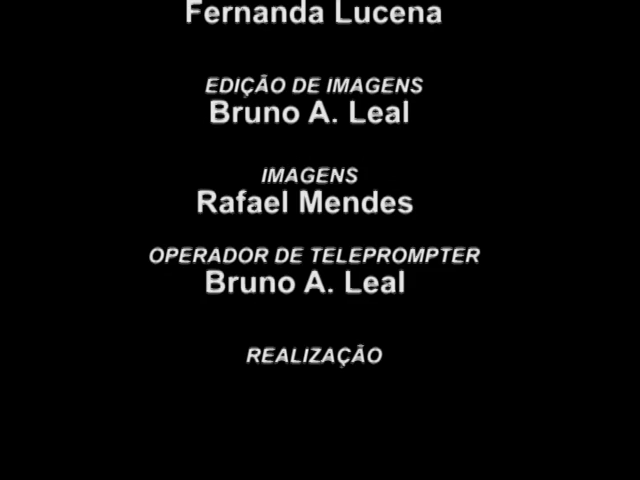 Fernanda Lucena
EDIÇÃO DE IMAGENS
Bruno A. Leal
IMAGENS
Rafael Mendes
OPERADOR DE TELEPROMPTER
Bruno A. Leal
REALIZAÇÃO